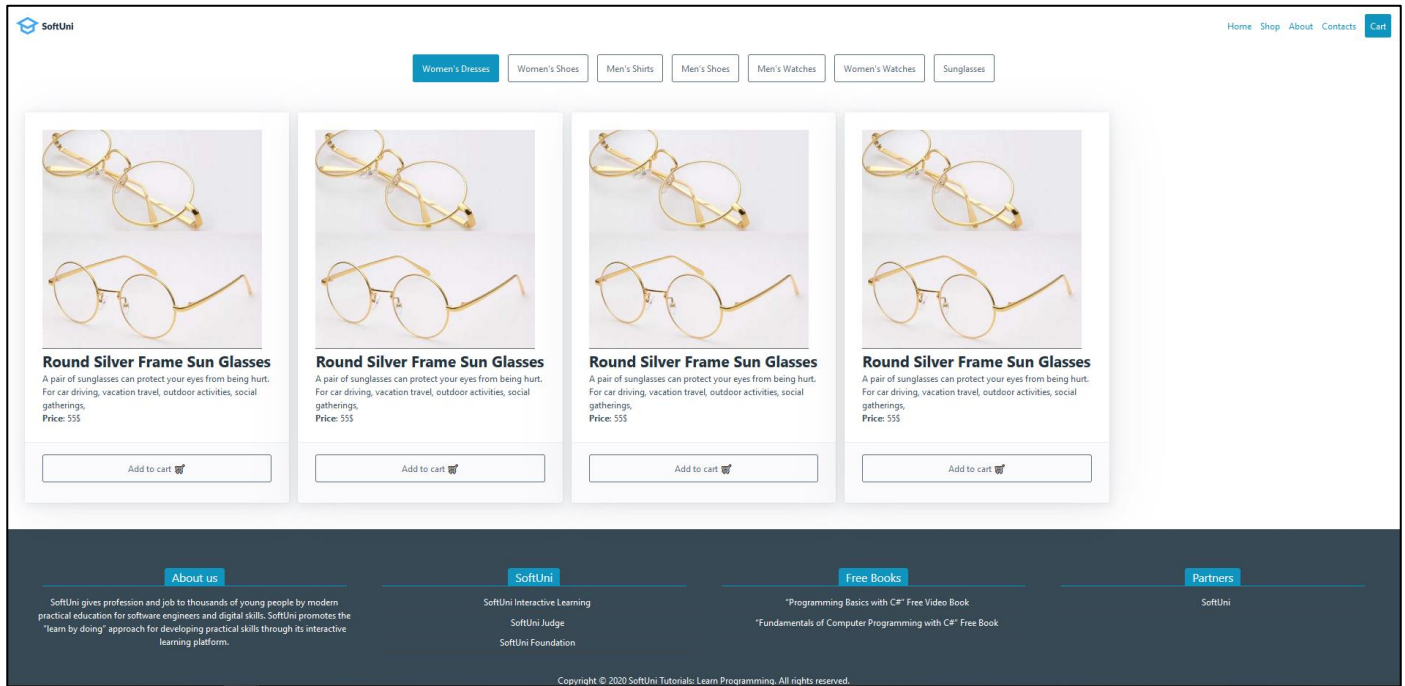 SoftUni
Home Shop About Contacts Cart
Women's Dresses Women's Shoes Men's Shirts Men's Shoes Men's Watches Women's Watches Sunglasses
Round Silver Frame Sun Glasses
A pair of sunglasses can protect your eyes from being hurt.
For car driving, vacation travel, outdoor activities, social
gatherings,
Price: 55$
Add to cart
Round Silver Frame Sun Glasses
A pair of sunglasses can protect your eyes from being hurt.
For car driving, vacation travel, outdoor activities, social
gatherings,
Price: 55$
Add to cart
Round Silver Frame Sun Glasses
A pair of sunglasses can protect your eyes from being hurt.
For car driving, vacation travel, outdoor activities, social
gatherings,
Price: 55$
Add to cart
Round Silver Frame Sun Glasses
A pair of sunglasses can protect your eyes from being hurt.
For car driving, vacation travel, outdoor activities, social
gatherings,
Price: 55$
Add to cart
About us
SoftUni gives profession and job to thousands of young people by modern
practical education for software engineers and digital skills. SoftUni promotes the
"learn by doing" approach for developing practical skills through its interactive
learning platform.
SoftUni
SoftUni Interactive Learning
SoftUni Judge
SoftUni Foundation
Free Books
"Programming Basics with C#" Free Video Book
"Fundamentals of Computer Programming with C#" Free Book
Partners
SoftUni
Copyright © 2020 SoftUni Tutorials: Learn Programming. All rights reserved.